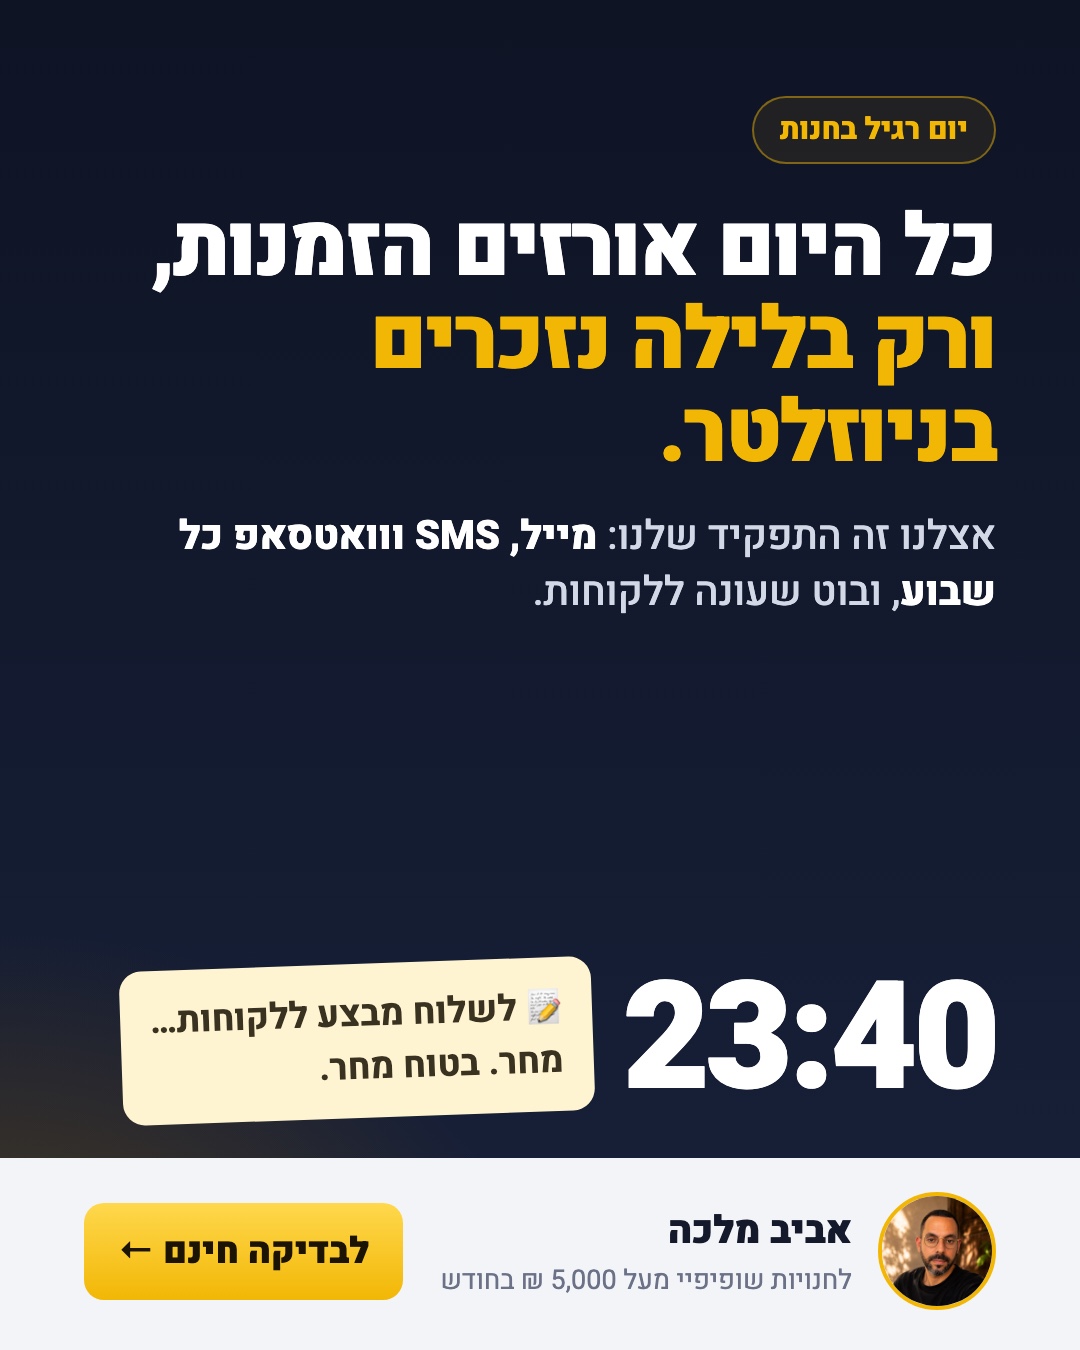 יום רגיל בחנות
כל היום אורזים הזמנות,
ורק בלילה נזכרים
בניוזלטר.
אצלנו זה התפקיד שלנו: מייל, SMS וווואטסאפ כל
שבוע, ובוט שעונה ללקוחות.
23:40
📝 לשלוח מבצע ללקוחות...
מחר. בטוח מחר.
אביב מלכה
לחנויות שופיפיי מעל 5,000 ₪ בחודש
לבדיקה חינם ←